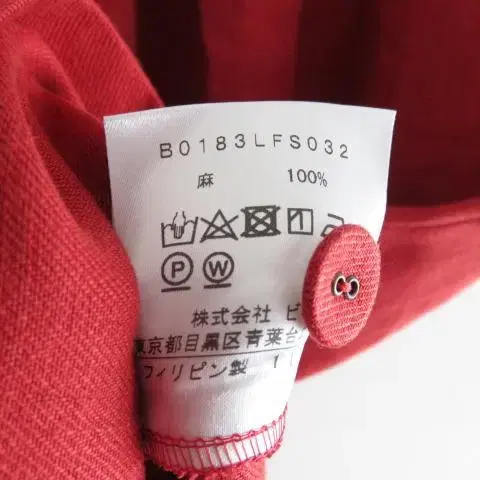 B0183LFS032
麻 100%
P W
株式会社 ビ
東京都目黒区青葉台
フィリピン製 1